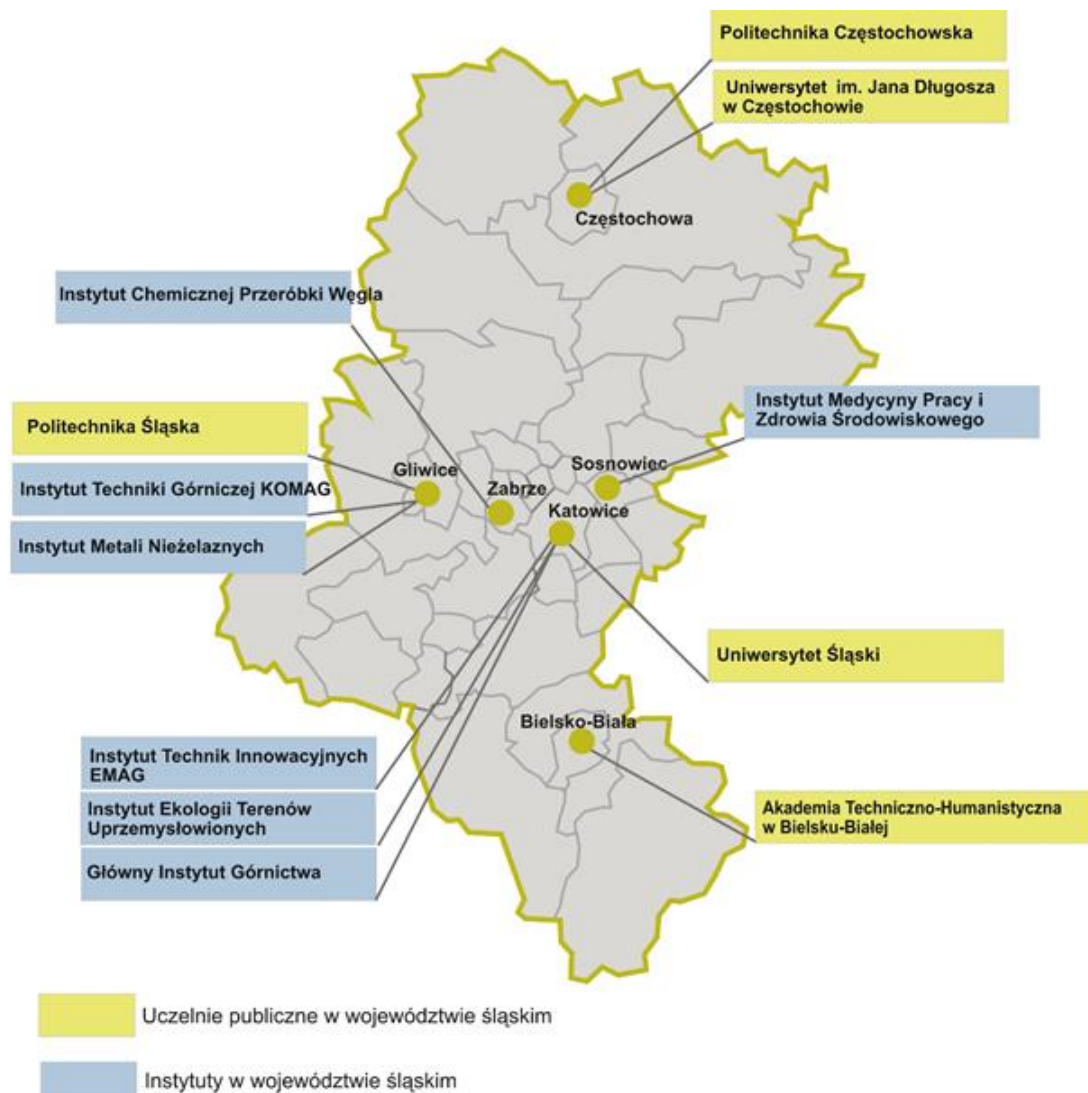 Politechnika Częstochowska
Uniwersytet im. Jana Długosza
w Częstochowie
Częstochowa
Instytut Chemicznej Przeróbki Węgla
Instytut Medycyny Pracy i
Zdrowia Środowiskowego
Politechnika Śląska
Gliwice
Sosnowiec
Instytut Techniki Górniczej KOMAG
Zabrze
Katowice
Instytut Metali Nieżelaznych
Uniwersytet Śląski
Bielsko-Biała
Instytut Technik Innowacyjnych
EMAG
Instytut Ekologii Terenów
Uprzemysłowionych
Akademia Techniczno-Humanistyczna
w Bielsku-Białej
Główny Instytut Górnictwa
Uczelnie publiczne w województwie śląskim
Instytuty w województwie śląskim